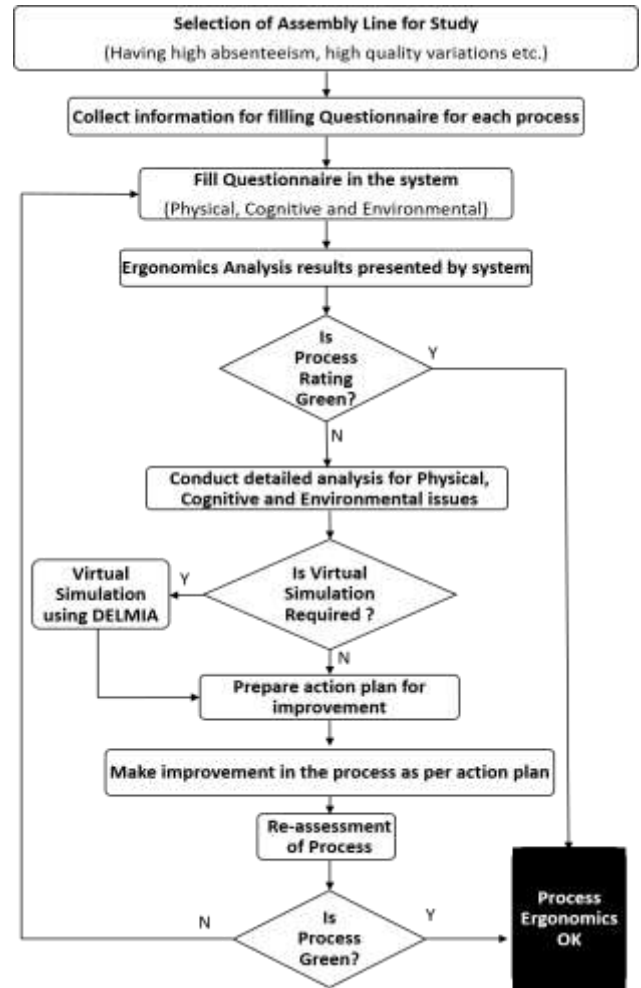 Selection of Assembly Line for Study
(Having high absenteeism, high quality variations etc.)
Collect information for filling Questionnaire for each process
Fill Questionnaire in the system
(Physical, Cognitive and Environmental)
Ergonomics Analysis results presented by system
Is
Process
Rating
Green?
Y
N
Conduct detailed analysis for Physical,
Cognitive and Environmental issues
Virtual
Simulation
using DELMIA
Y
Is Virtual
Simulation
Required ?
N
Prepare action plan for
improvement
Make improvement in the process as per action plan
Re-assessment
of Process
N
Is
Process
Green?
Y
Process
Ergonomics
OK